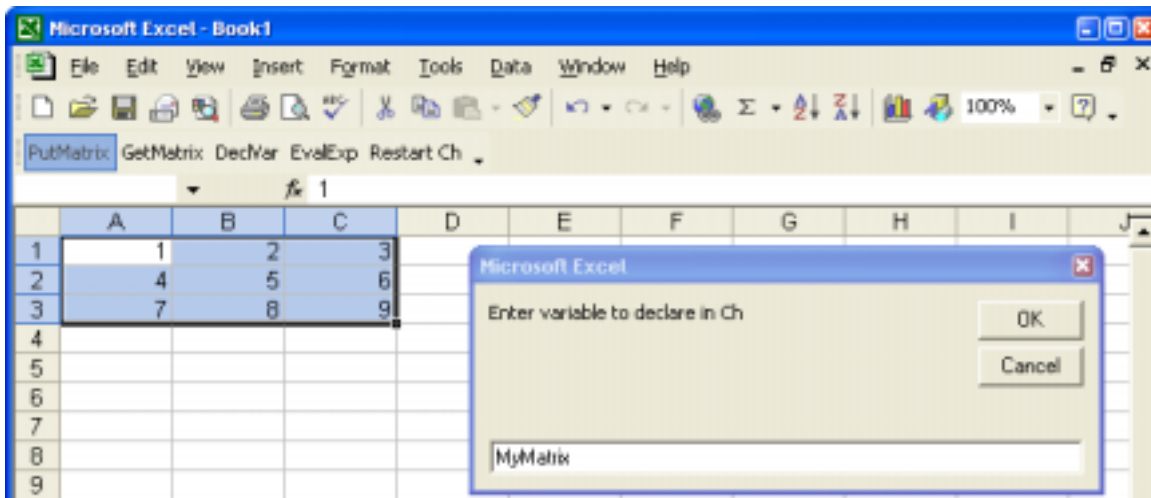 Microsoft Excel - Book1
File Edit View Insert Format Tools Data Window Help
100%
PutMatrix GetMatrix DeclVar EvalExp Restart Ch
fx 1
A B C D E F G H I J
1 1 2 3
2 4 5 6
3 7 8 9
4
5
6
7
8
9
Microsoft Excel
Enter variable to declare in Ch
OK
Cancel
MyMatrix